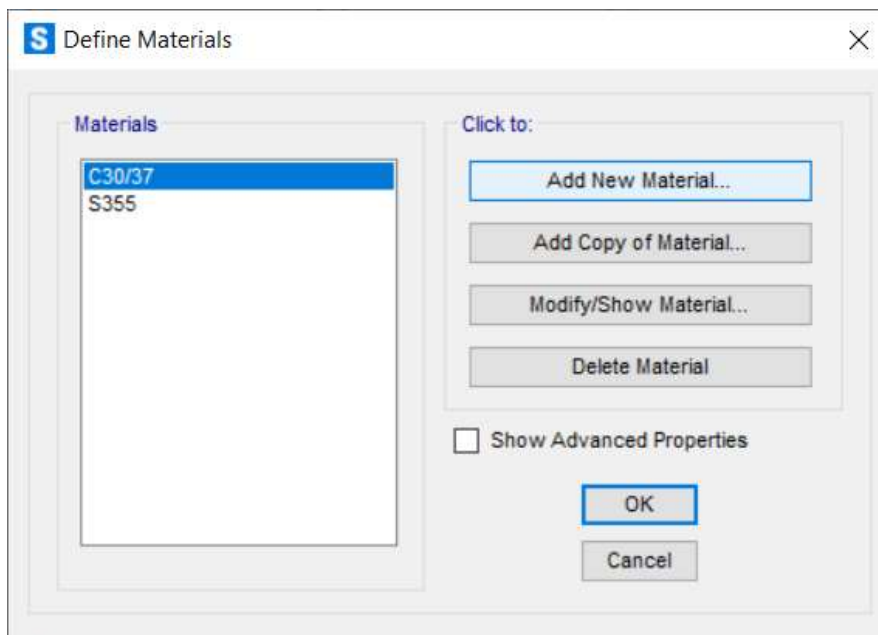 S Define Materials
Materials
C30/37
S355
Click to:
Add New Material...
Add Copy of Material...
Modify/Show Material...
Delete Material
Show Advanced Properties
OK
Cancel